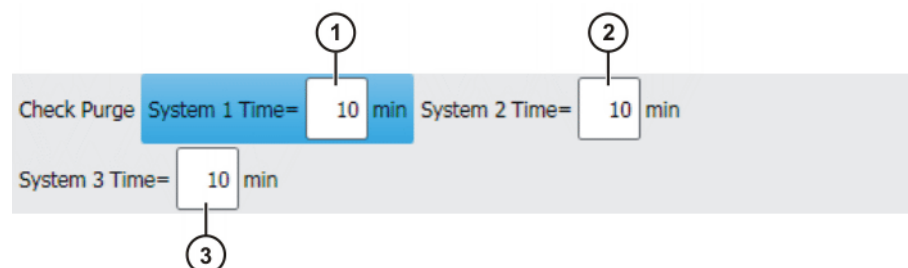 1 2
Check Purge System 1 Time= 10 min System 2 Time= 10 min
System 3 Time= 10 min
3